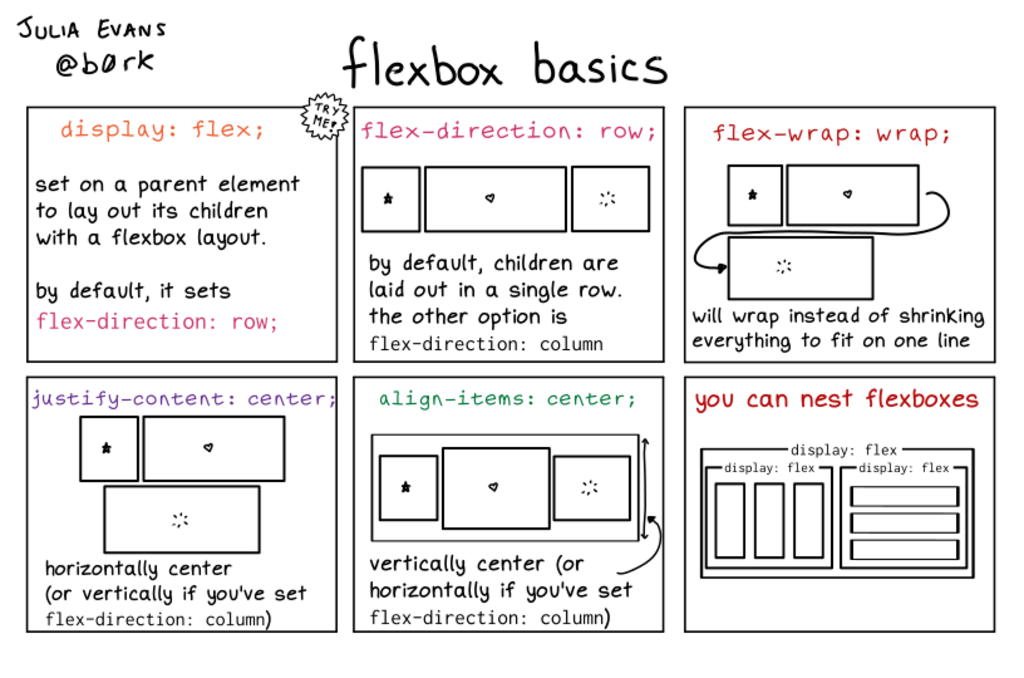 JULIA EVANS
@b0rk
flexbox basics
display: flex;
TRY
ME!
set on a parent element
to lay out its children
with a flexbox layout.
by default, it sets
flex-direction: row;
flex-direction: row;
by default, children are
laid out in a single row.
the other option is
flex-direction: column
flex-wrap: wrap;
will wrap instead of shrinking
everything to fit on one line
justify-content: center;
horizontally center
(or vertically if you've set
flex-direction: column)
align-items: center;
vertically center (or
horizontally if you've set
flex-direction: column)
you can nest flexboxes
display: flex
display: flex
display: flex